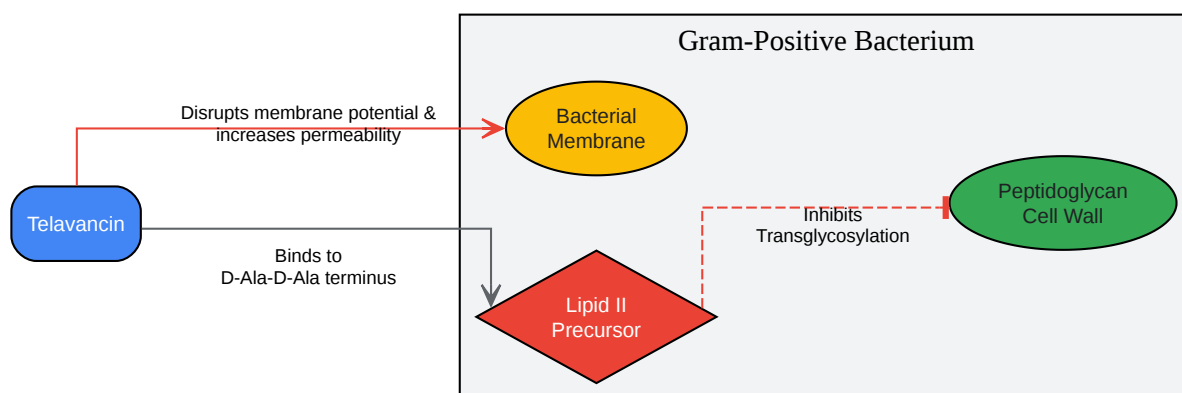 Gram-Positive Bacterium
Disrupts membrane potential &
increases permeability
Bacterial
Membrane
Telavancin
Peptidoglycan
Cell Wall
Inhibits
Transglycosylation
Binds to
D-Ala-D-Ala terminus
Lipid II
Precursor